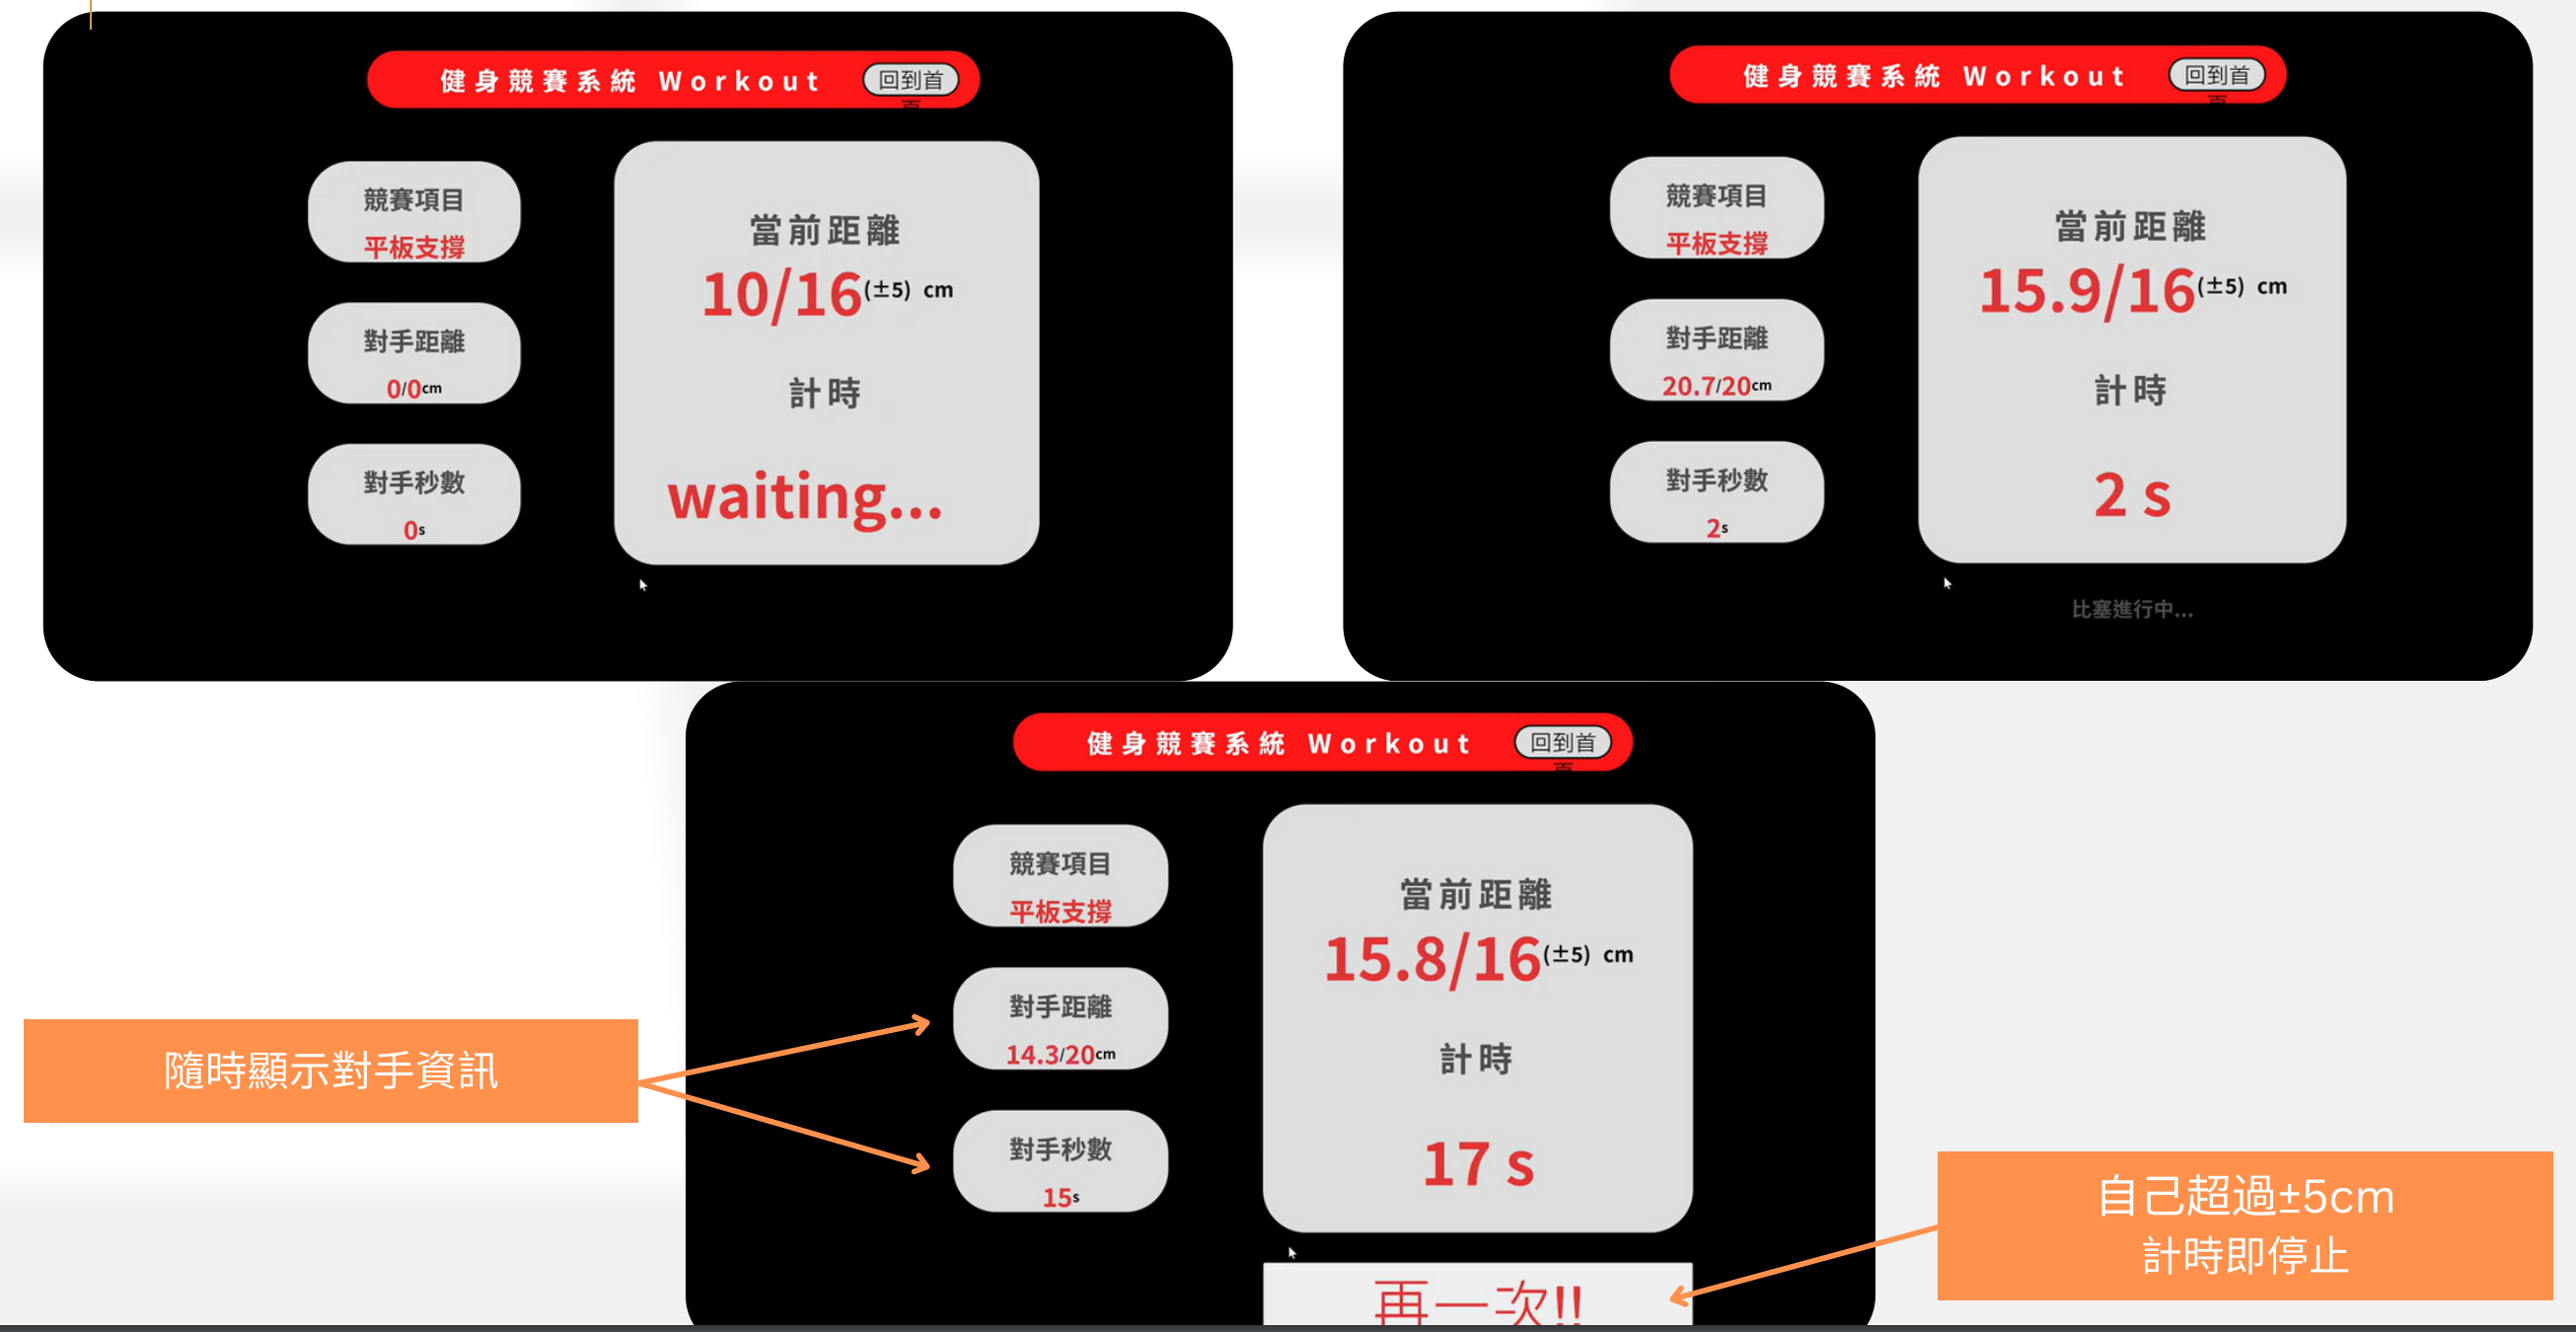 健身競賽系統 Workout
回到首頁
競賽項目
平板支撐
對手距離
0/0cm
對手秒數
0s
當前距離
10/16(±5) cm
計時
waiting...
健身競賽系統 Workout
回到首頁
競賽項目
平板支撐
對手距離
20.7/20cm
對手秒數
2s
當前距離
15.9/16(±5) cm
計時
2 s
比塞進行中...
健身競賽系統 Workout
回到首頁
競賽項目
平板支撐
對手距離
14.3/20cm
對手秒數
15s
當前距離
15.8/16(±5) cm
計時
17 s
再一次!!
隨時顯示對手資訊
自己超過±5cm
計時即停止